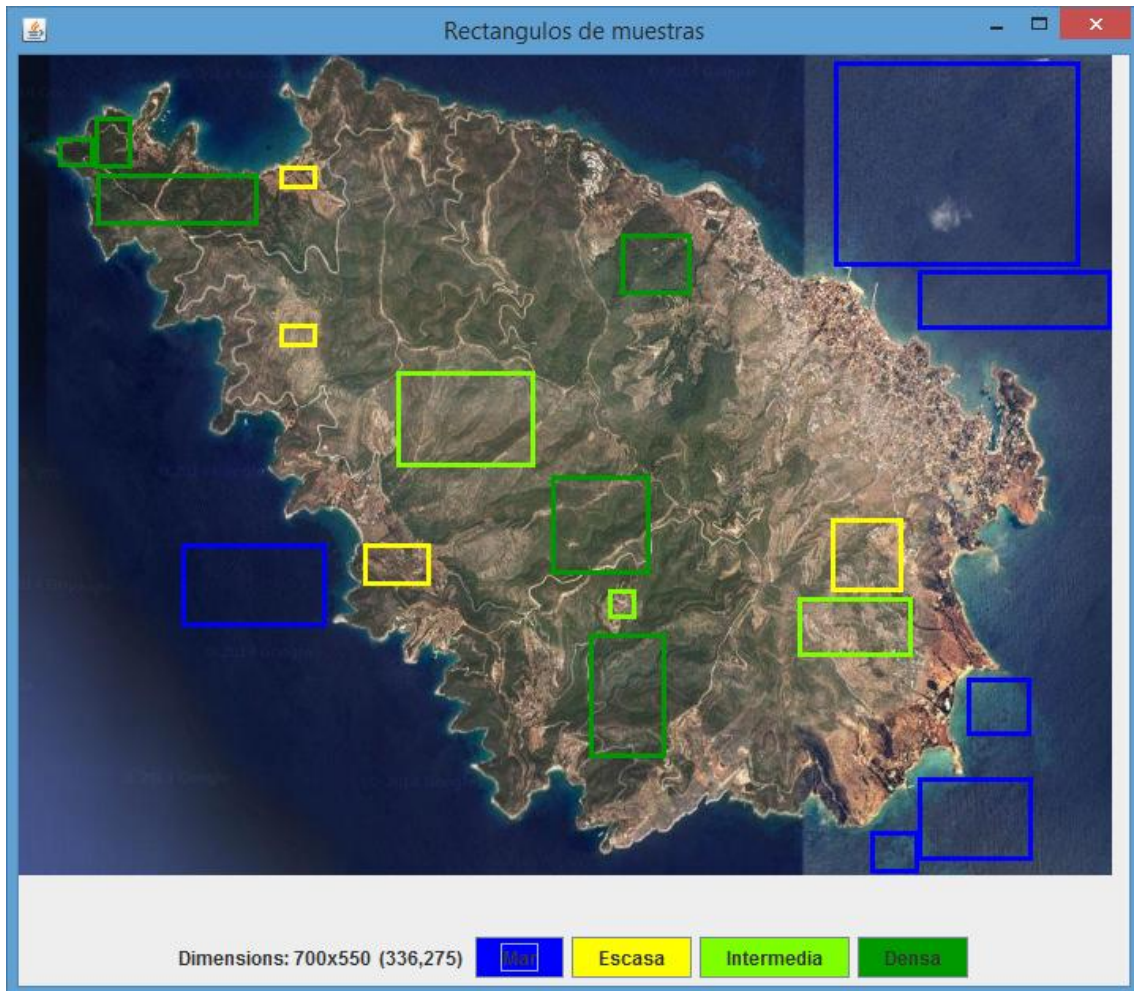 Rectangulos de muestras
Dimensions: 700x550 (336,275) Mar Escasa Intermedia Densa